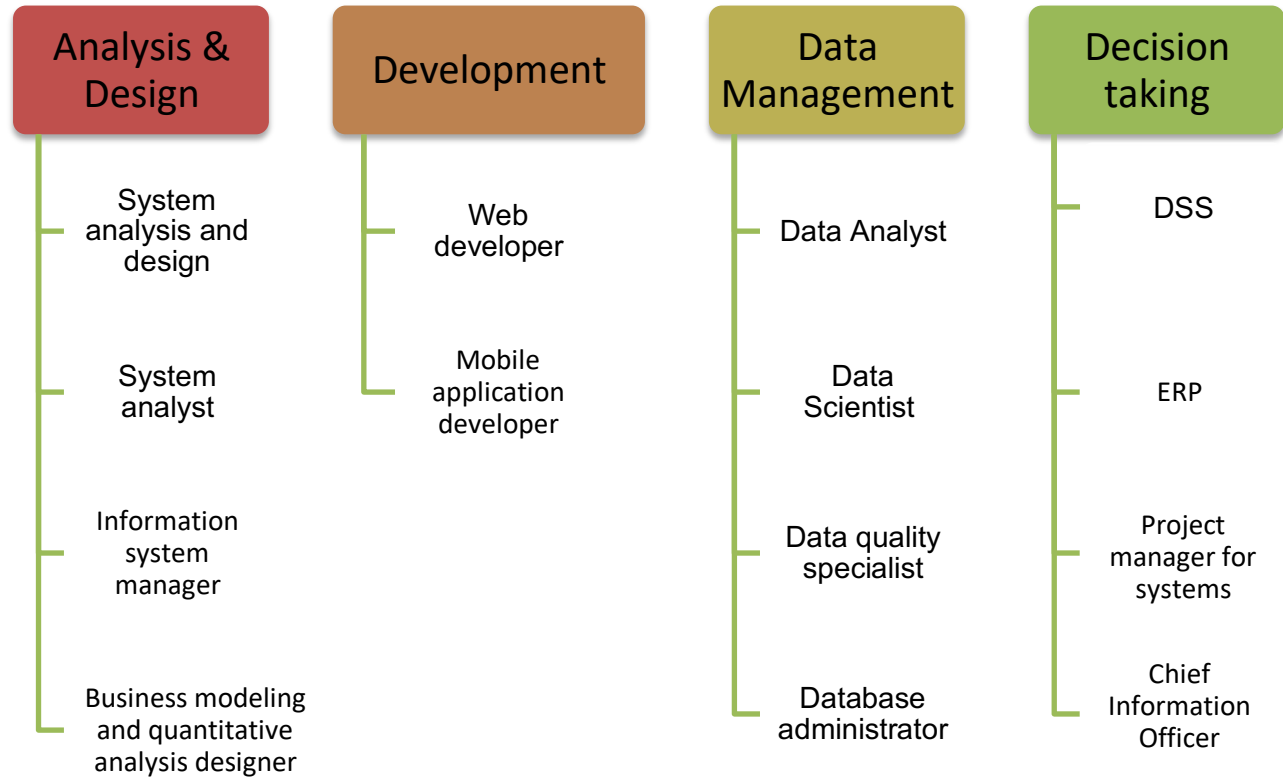 Analysis &
Design
System
analysis and
design
System
analyst
Information
system
manager
Business modeling
and quantitative
analysis designer
Development
Web
developer
Mobile
application
developer
Data
Management
Data Analyst
Data
Scientist
Data quality
specialist
Database
administrator
Decision
taking
DSS
ERP
Project
manager for
systems
Chief
Information
Officer